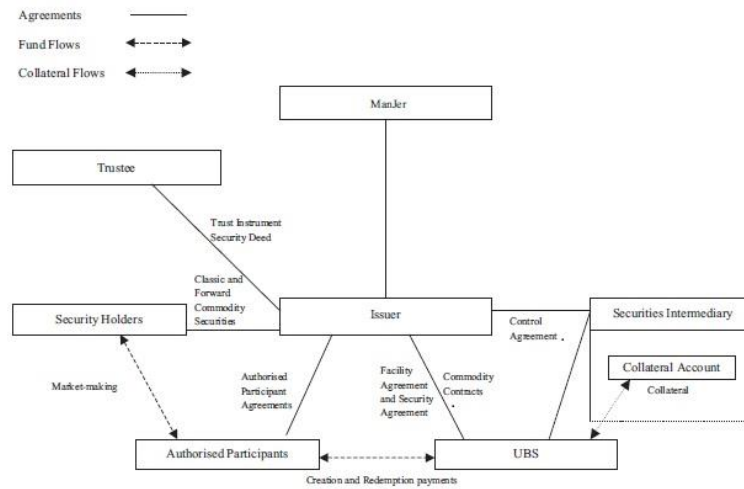 Agreements
Fund Flows
Collateral Flows
ManJer
Trustee
Trust Instrument
Security Deed
Classic and
Forward
Commodity
Securities
Security Holders
Issuer
Securities Intermediary
Control
Agreement
Collateral Account
Collateral
Market-making
Authorised
Participant
Agreements
Facility
Agreement
and Security
Agreement
Commodity
Contracts
Authorised Participants
UBS
Creation and Redemption payments